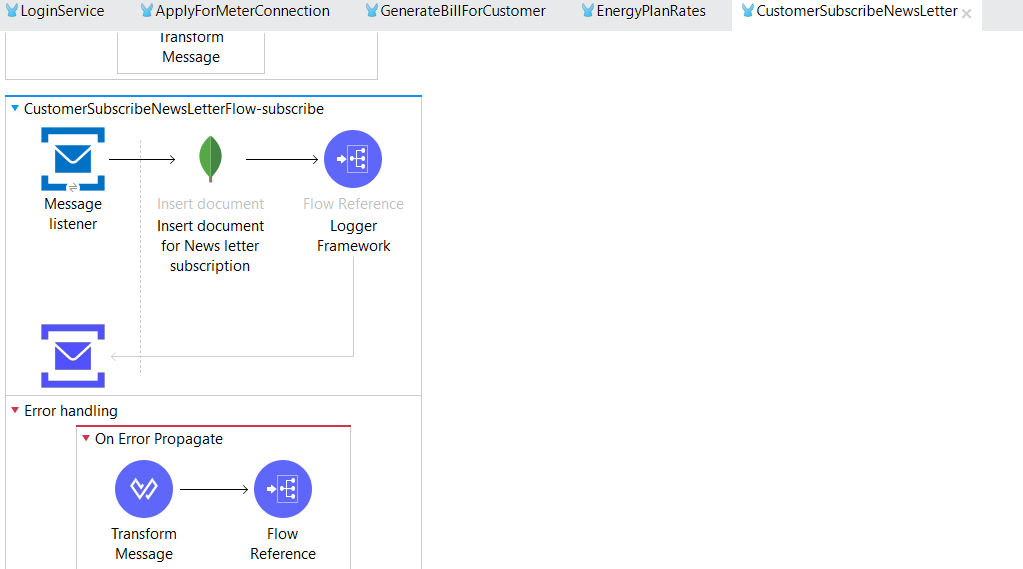 LoginService ApplyForMeterConnection GenerateBillForCustomer EnergyPlanRates CustomerSubscribeNewsLetter
Transform
Message
CustomerSubscribeNewsLetterFlow-subscribe
Message
listener
Insert document
Insert document
for News letter
subscription
Flow Reference
Logger
Framework
Error handling
On Error Propagate
Transform
Message
Flow
Reference